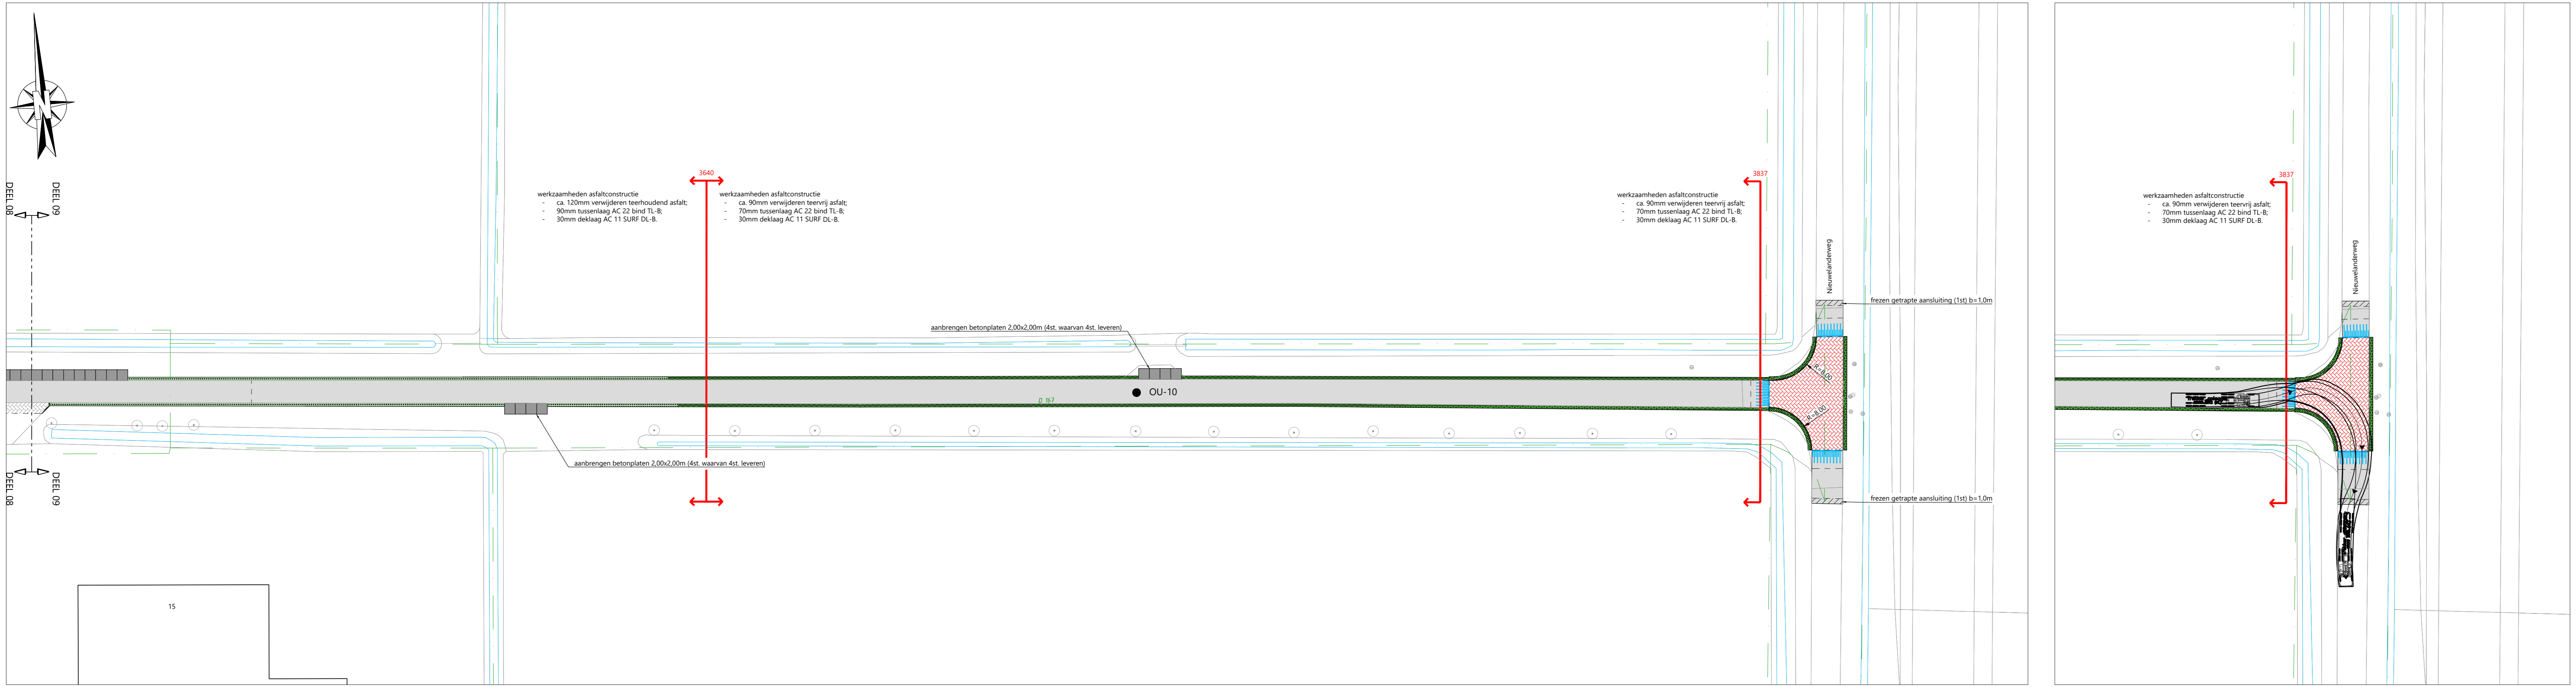 N
DEEL 08
DEEL 09
3640
werkzaamheden asfaltconstructie
- ca. 120mm verwijderen teerhoudend asfalt;
- 90mm tussenlaag AC 22 bind TL-B;
- 30mm deklaag AC 11 SURF DL-B.
werkzaamheden asfaltconstructie
- ca. 90mm verwijderen teervrij asfalt;
- 70mm tussenlaag AC 22 bind TL-B;
- 30mm deklaag AC 11 SURF DL-B.
aanbrengen betonplaten 2,00x2,00m (4st. waarvan 4st. leveren)
OU-10
aanbrengen betonplaten 2,00x2,00m (4st. waarvan 4st. leveren)
DEEL 08
DEEL 09
15
3837
werkzaamheden asfaltconstructie
- ca. 90mm verwijderen teervrij asfalt;
- 70mm tussenlaag AC 22 bind TL-B;
- 30mm deklaag AC 11 SURF DL-B.
Nieuwelanderweg
frezen getrapte aansluiting (1st) b=1,0m
R=8,00
R=8,00
frezen getrapte aansluiting (1st) b=1,0m
3837
werkzaamheden asfaltconstructie
- ca. 90mm verwijderen teervrij asfalt;
- 70mm tussenlaag AC 22 bind TL-B;
- 30mm deklaag AC 11 SURF DL-B.
Nieuwelanderweg